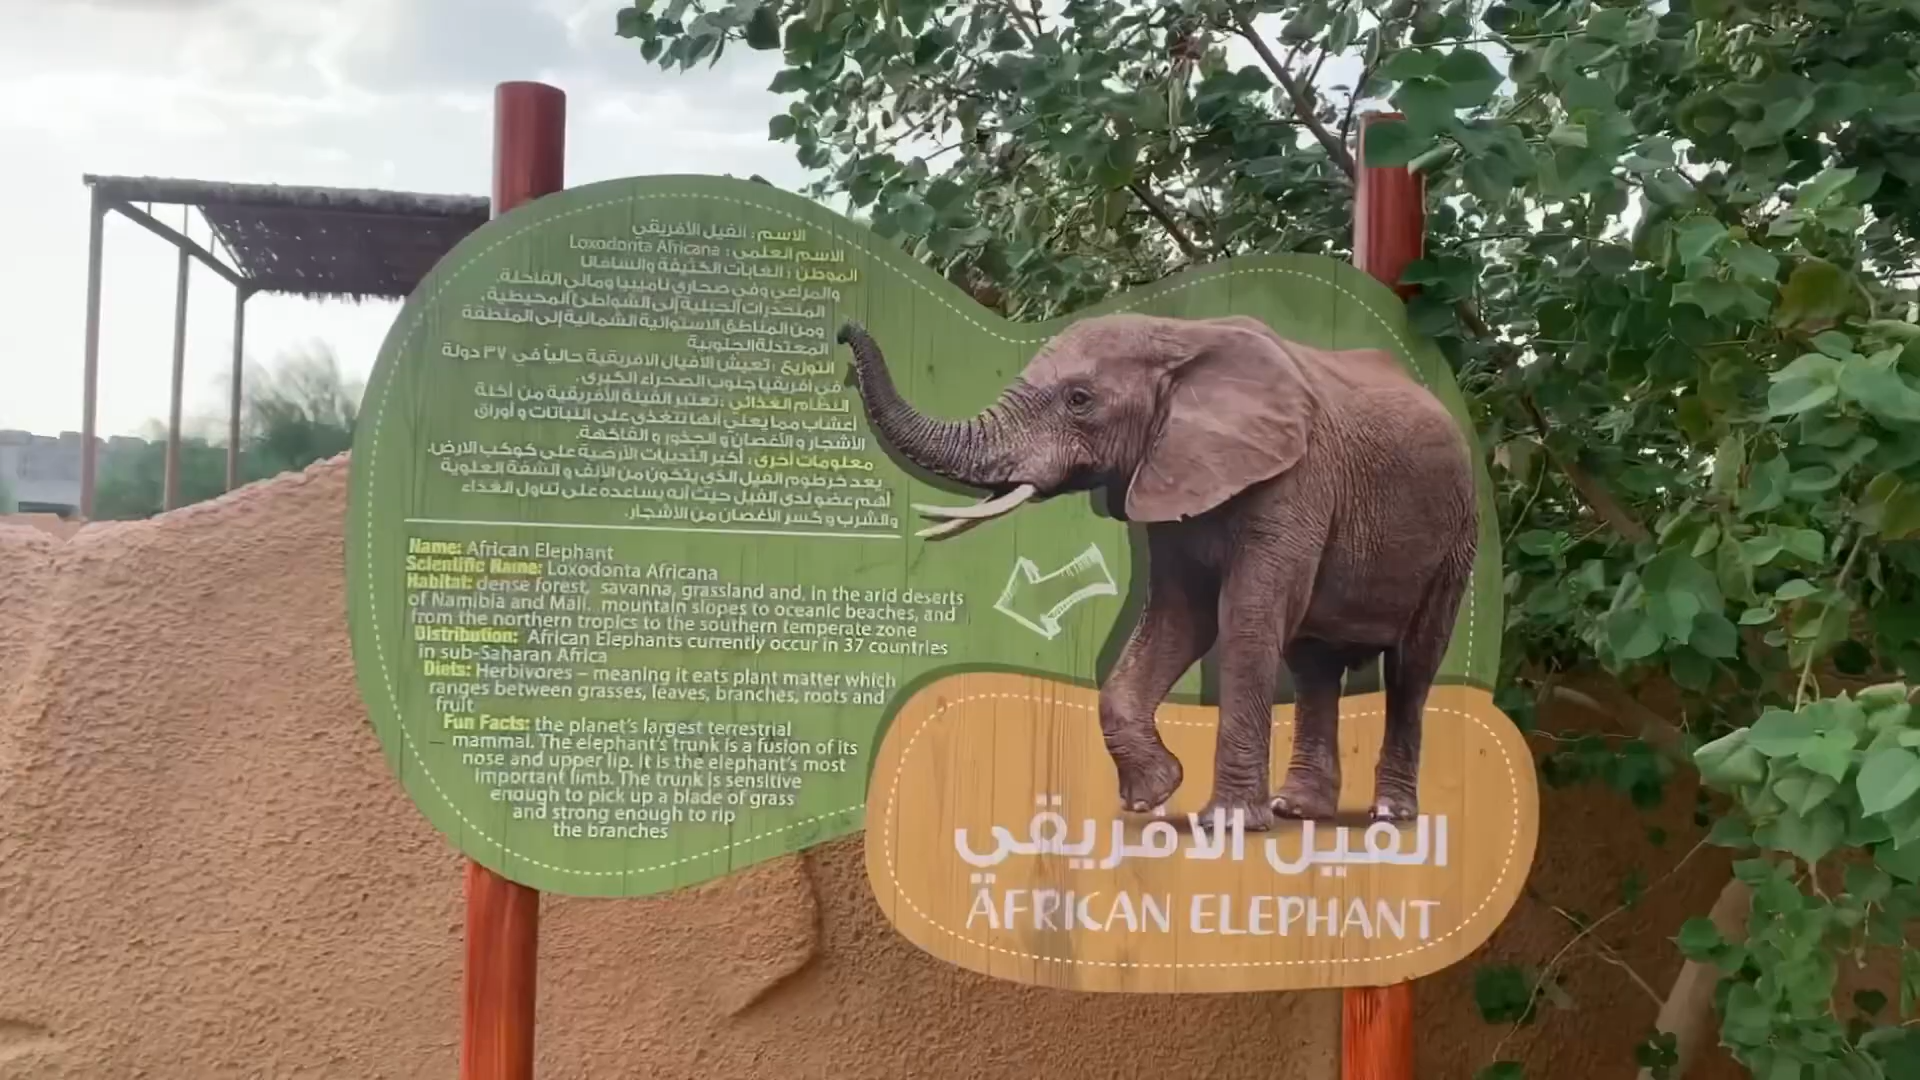 الاسم : الفيل الأفريقي
الاسم العلمي : Loxodonta Africana
الموطن : الغابات الكثيفة والسافانا
والمراعي وفي صحاري ناميبيا ومالي القاحلة،
المنحدرات الجبلية إلى الشواطئ المحيطية،
ومن المناطق الاستوائية الشمالية إلى المنطقة
المعتدلة الجنوبية
التوزيع : تعيش الأفيال الافريقية حالياً في ٣٧ دولة
في أفريقيا جنوب الصحراء الكبرى.
النظام الغذائي : تعتبر الفيلة الأفريقية من أكلة
أعشاب مما يعني أنها تتغذى على النباتات و أوراق
الأشجار و الأغصان و الجذور و الفاكهة.
معلومات أخرى : أكبر الثدييات الأرضية على كوكب الارض.
يعد خرطوم الفيل الذي يتكون من الأنف و الشفة العلوية
أهم عضو لدى الفيل حيث أنه يساعده على تناول الغذاء
والشرب و كسر الأغصان من الأشجار.
Name: African Elephant
Scientific Name: Loxodonta Africana
Habitat: dense forest, savanna, grassland and, in the arid deserts
of Namibia and Mali. mountain slopes to oceanic beaches, and
from the northern tropics to the southern temperate zone
Distribution: African Elephants currently occur in 37 countries
in sub-Saharan Africa
Diets: Herbivores – meaning it eats plant matter which
ranges between grasses, leaves, branches, roots and
fruit
Fun Facts: the planet's largest terrestrial
mammal. The elephant's trunk is a fusion of its
nose and upper lip. It is the elephant's most
important limb. The trunk is sensitive
enough to pick up a blade of grass
and strong enough to rip
the branches
الفيل الافريقي
AFRICAN ELEPHANT